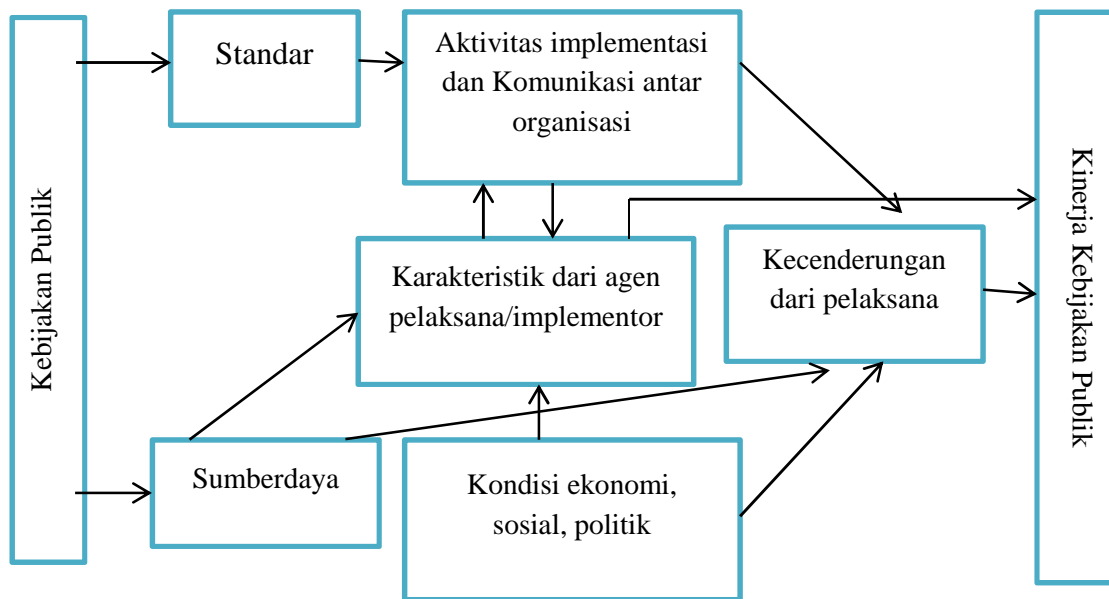 Kebijakan Publik
Standar
Aktivitas implementasi
dan Komunikasi antar
organisasi
Karakteristik dari agen
pelaksana/implementor
Kecenderungan
dari pelaksana
Sumberdaya
Kondisi ekonomi,
sosial, politik
Kinerja Kebijakan Publik